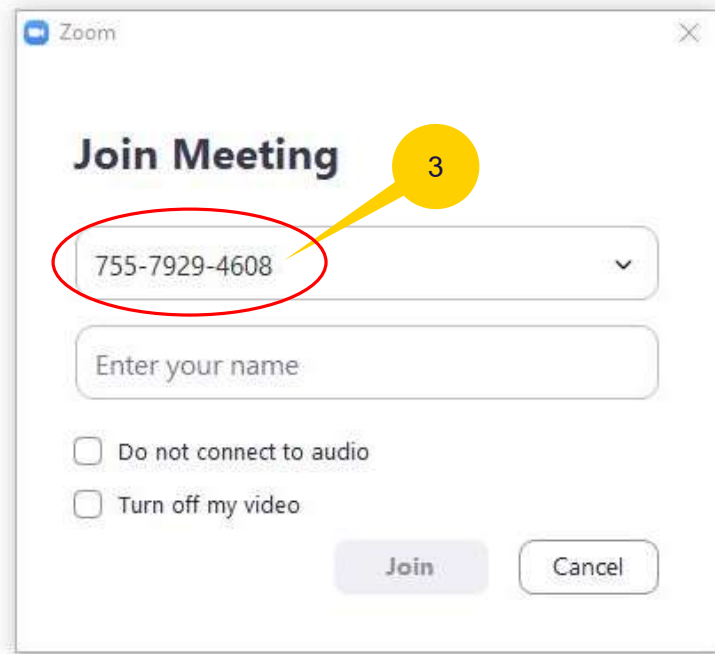 Zoom
Join Meeting
3
755-7929-4608
Enter your name
Do not connect to audio
Turn off my video
Join Cancel